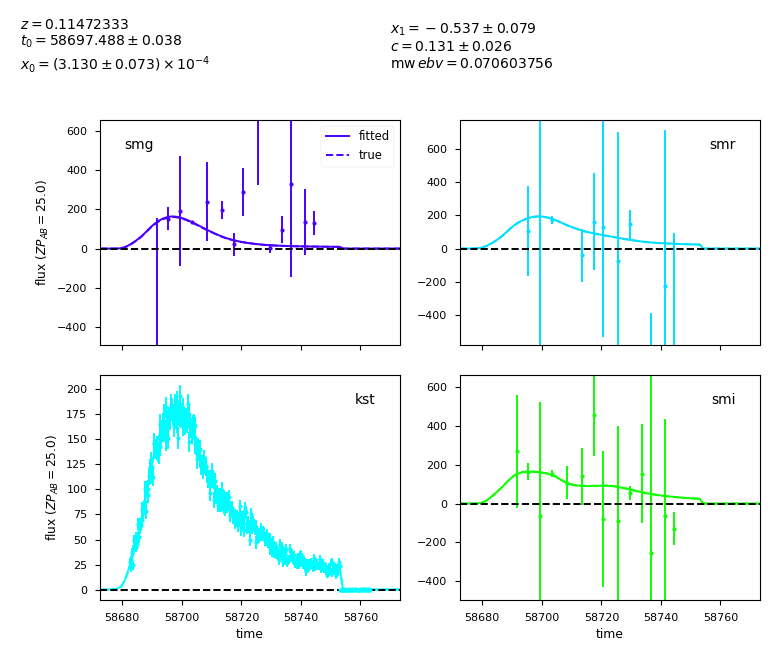 z = 0.11472333
t0 = 58697.488 ± 0.038
x0 = (3.130 ± 0.073) × 10⁻⁴
x1 = −0.537 ± 0.079
c = 0.131 ± 0.026
mw ebv = 0.070603756
smg
fitted
true
600
400
200
0
−200
−400
flux (ZP_AB = 25.0)
smr
600
400
200
0
−200
−400
kst
200
175
150
125
100
75
50
25
0
flux (ZP_AB = 25.0)
58680 58700 58720 58740 58760
time
smi
600
400
200
0
−200
−400
58680 58700 58720 58740 58760
time